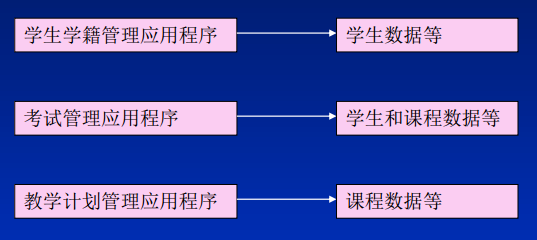 学生学籍管理应用程序
学生数据等
考试管理应用程序
学生和课程数据等
教学计划管理应用程序
课程数据等